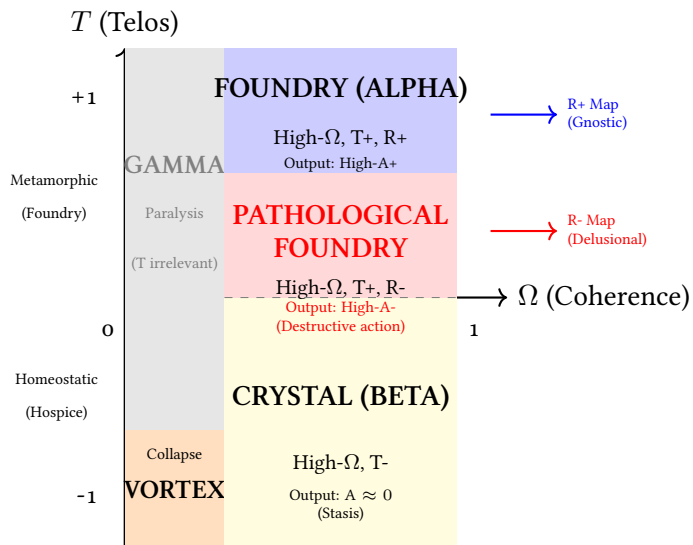 T (Telos)
+1
FOUNDRY (ALPHA)
R+ Map
(Gnostic)
High-Ω, T+, R+
Output: High-A+
GAMMA
Metamorphic
(Foundry)
Paralysis
(T irrelevant)
PATHOLOGICAL
FOUNDRY
R- Map
(Delusional)
High-Ω, T+, R-
Output: High-A-
(Destructive action)
Ω (Coherence)
0
1
Homeostatic
(Hospice)
CRYSTAL (BETA)
Collapse
VORTEX
-1
High-Ω, T-
Output: A ≈ 0
(Stasis)